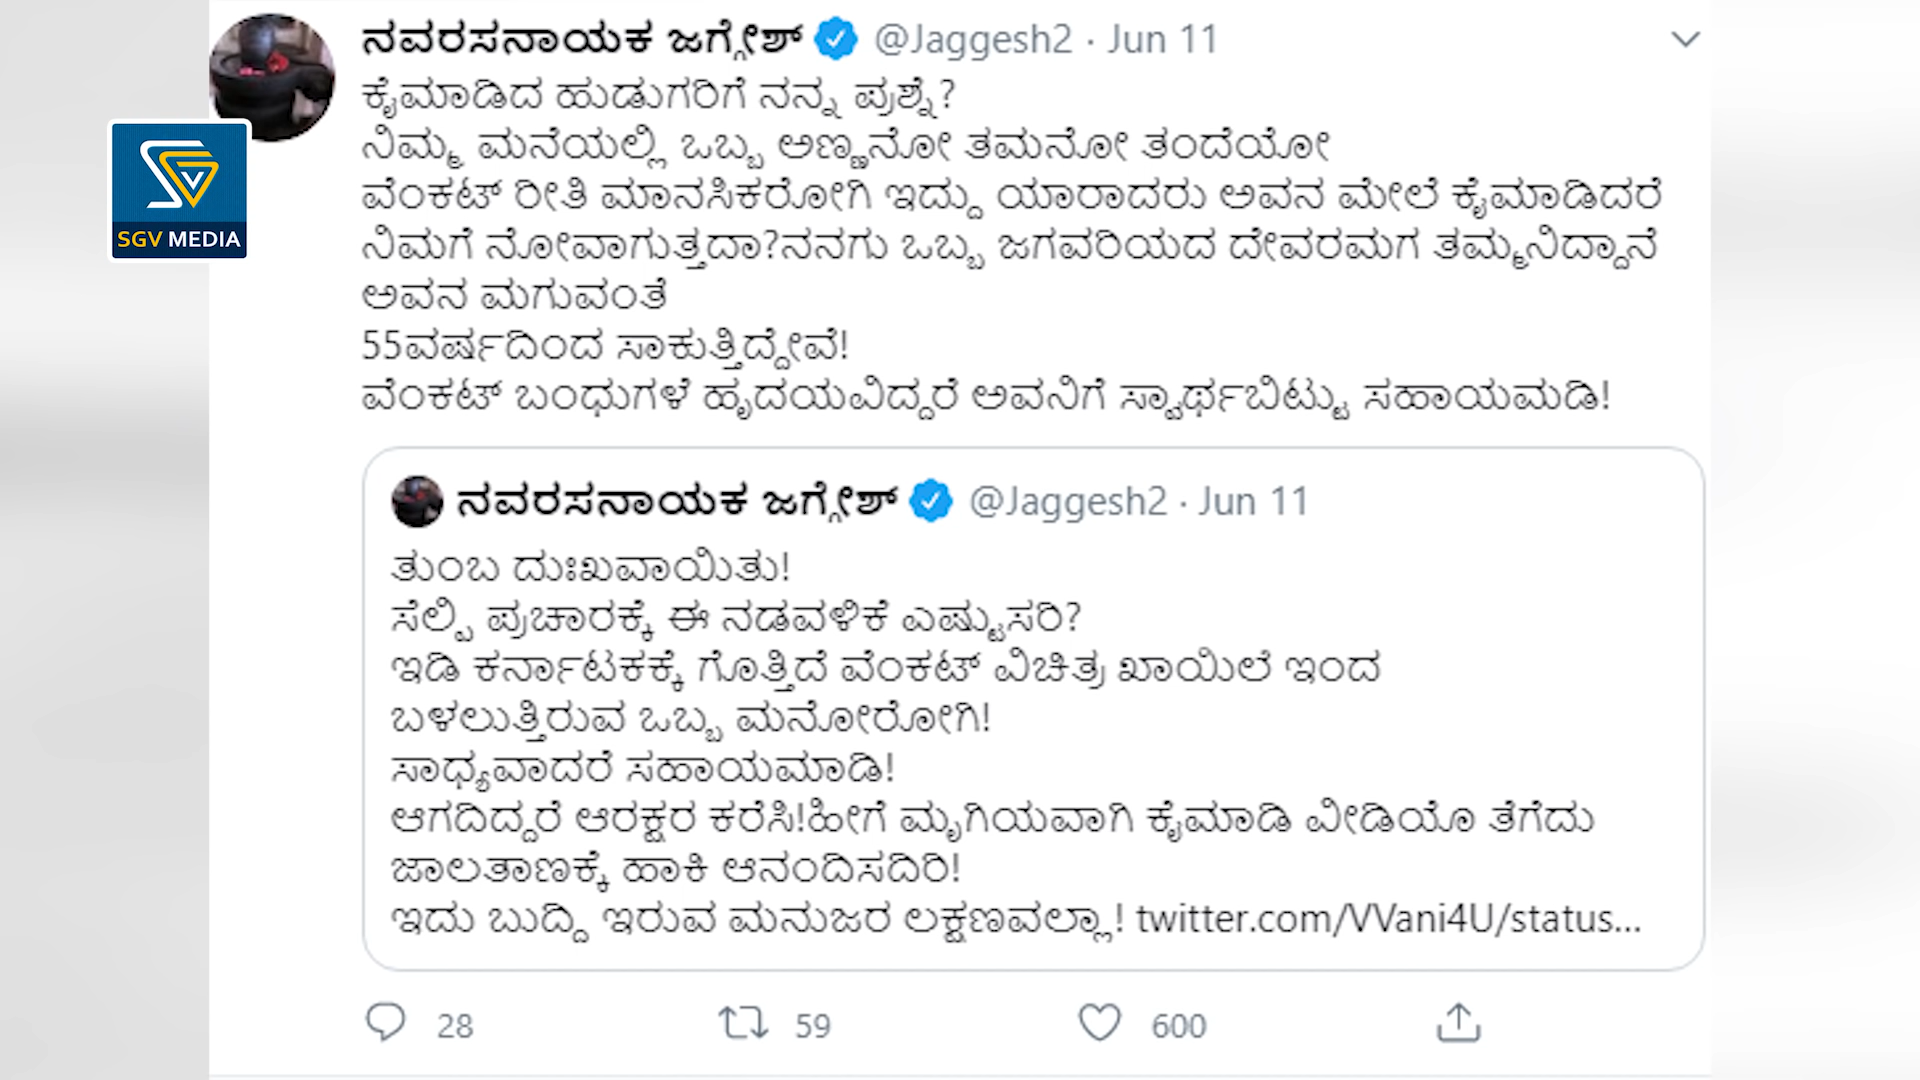 ನವರಸನಾಯಕ ಜಗ್ಗೇಶ್ @Jaggesh2 · Jun 11
ಕೈಮಾಡಿದ ಹುಡುಗರಿಗೆ ನನ್ನ ಪ್ರಶ್ನೆ?
ನಿಮ್ಮ ಮನೆಯಲ್ಲಿ ಒಬ್ಬ ಅಣ್ಣನೋ ತಮನೋ ತಂದೆಯೋ
ವೆಂಕಟ್ ರೀತಿ ಮಾನಸಿಕರೋಗಿ ಇದ್ದು ಯಾರಾದರು ಅವನ ಮೇಲೆ ಕೈಮಾಡಿದರೆ
ನಿಮಗೆ ನೋವಾಗುತ್ತದಾ?ನನಗು ಒಬ್ಬ ಜಗವರಿಯದ ದೇವರಮಗ ತಮ್ಮನಿದ್ದಾನೆ
ಅವನ ಮಗುವಂತೆ
55ವರ್ಷದಿಂದ ಸಾಕುತ್ತಿದ್ದೇವೆ!
ವೆಂಕಟ್ ಬಂಧುಗಳೆ ಹೃದಯವಿದ್ದರೆ ಅವನಿಗೆ ಸ್ವಾರ್ಥಬಿಟ್ಟು ಸಹಾಯಮಡಿ!
SGV MEDIA
ನವರಸನಾಯಕ ಜಗ್ಗೇಶ್ @Jaggesh2 · Jun 11
ತುಂಬ ದುಃಖವಾಯಿತು!
ಸೆಲ್ಪಿ ಪ್ರಚಾರಕ್ಕೆ ಈ ನಡವಳಿಕೆ ಎಷ್ಟುಸರಿ?
ಇಡಿ ಕರ್ನಾಟಕಕ್ಕೆ ಗೊತ್ತಿದೆ ವೆಂಕಟ್ ವಿಚಿತ್ರ ಖಾಯಿಲೆ ಇಂದ
ಬಳಲುತ್ತಿರುವ ಒಬ್ಬ ಮನೋರೋಗಿ!
ಸಾಧ್ಯವಾದರೆ ಸಹಾಯಮಾಡಿ!
ಆಗದಿದ್ದರೆ ಆರಕ್ಷರ ಕರೆಸಿ!ಹೀಗೆ ಮೃಗಿಯವಾಗಿ ಕೈಮಾಡಿ ವೀಡಿಯೊ ತೆಗೆದು
ಜಾಲತಾಣಕ್ಕೆ ಹಾಕಿ ಆನಂದಿಸದಿರಿ!
ಇದು ಬುದ್ದಿ ಇರುವ ಮನುಜರ ಲಕ್ಷಣವಲ್ಲಾ! twitter.com/VVani4U/status...
28 59 600